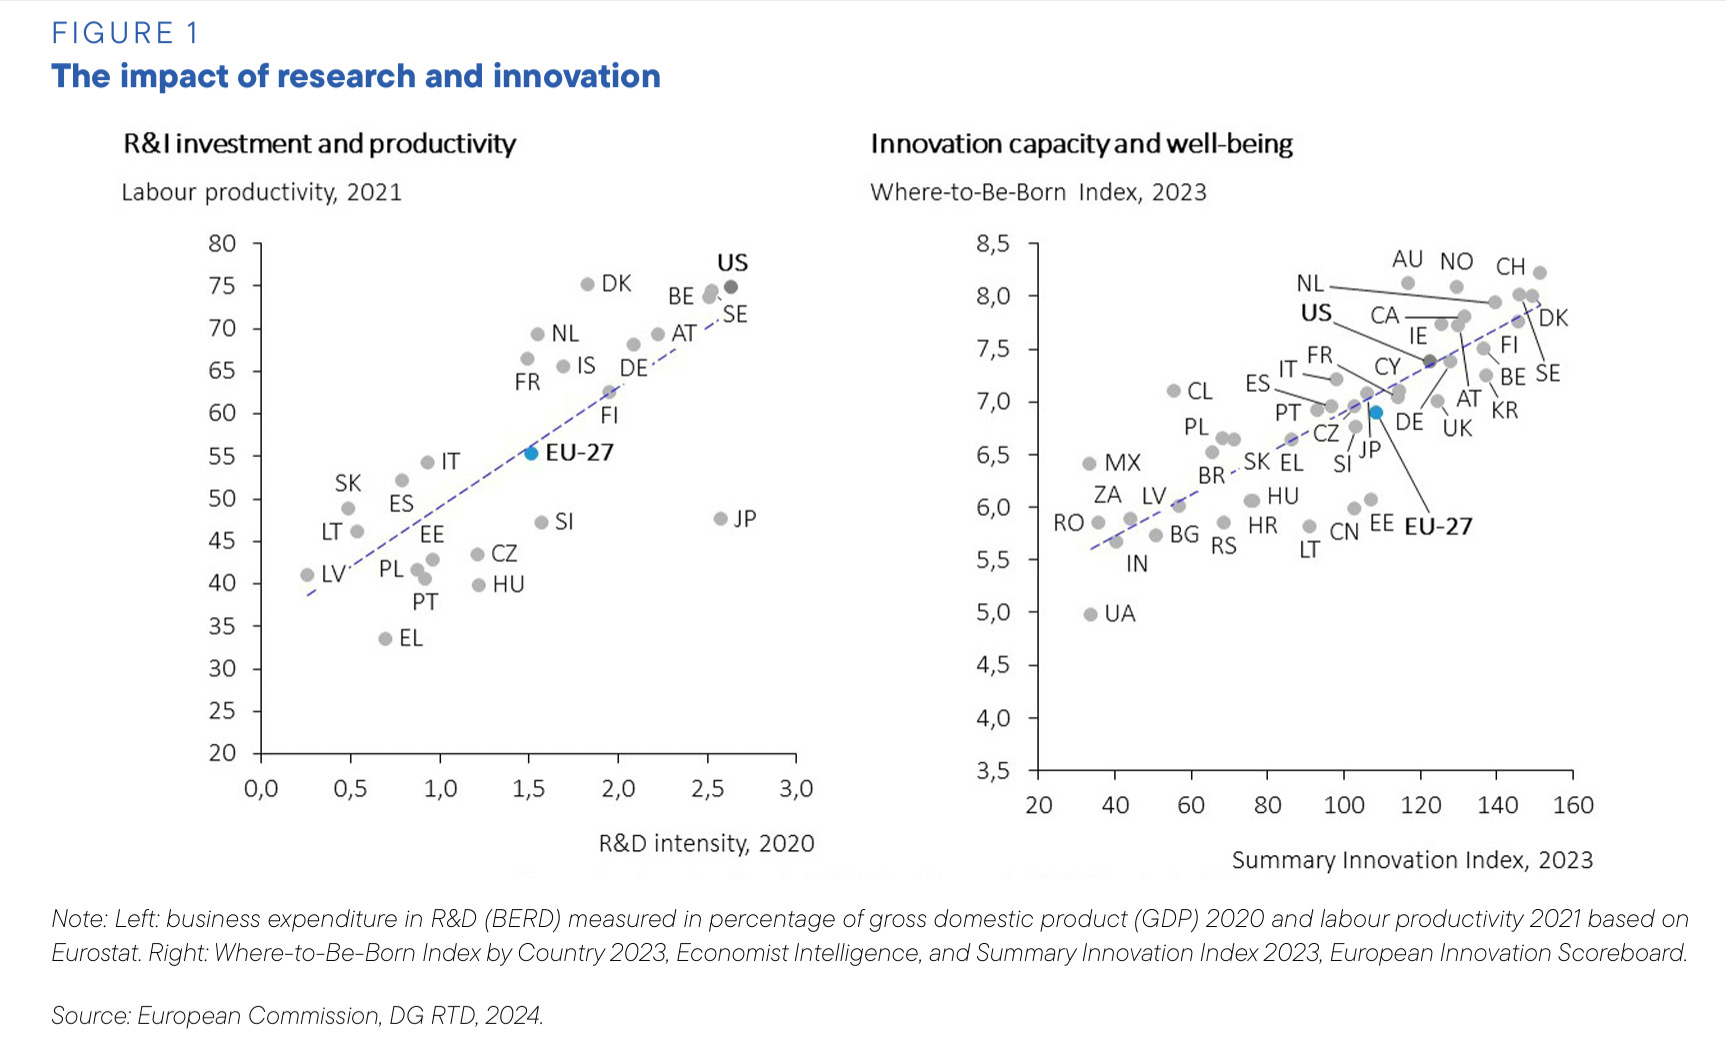 FIGURE 1
The impact of research and innovation
R&I investment and productivity
Labour productivity, 2021
80
75
70
65
60
55
50
45
40
35
30
25
20
0,0 0,5 1,0 1,5 2,0 2,5 3,0
R&D intensity, 2020
US
DK
BE
SE
NL
AT
IS
DE
FR
FI
EU-27
IT
SK
ES
SI
JP
LT
EE
CZ
LV
PL
HU
PT
EL
Innovation capacity and well-being
Where-to-Be-Born Index, 2023
8,5
8,0
7,5
7,0
6,5
6,0
5,5
5,0
4,5
4,0
3,5
20 40 60 80 100 120 140 160
Summary Innovation Index, 2023
AU NO CH
NL
US CA DK
IE
FI
FR
IT CY BE SE
ES
CL AT
PT KR
DE
UK
PL CZ
JP
MX SK EL SI
BR
ZA LV HU
RO HR CN EE EU-27
BG
RS LT
IN
UA
Note: Left: business expenditure in R&D (BERD) measured in percentage of gross domestic product (GDP) 2020 and labour productivity 2021 based on
Eurostat. Right: Where-to-Be-Born Index by Country 2023, Economist Intelligence, and Summary Innovation Index 2023, European Innovation Scoreboard.
Source: European Commission, DG RTD, 2024.